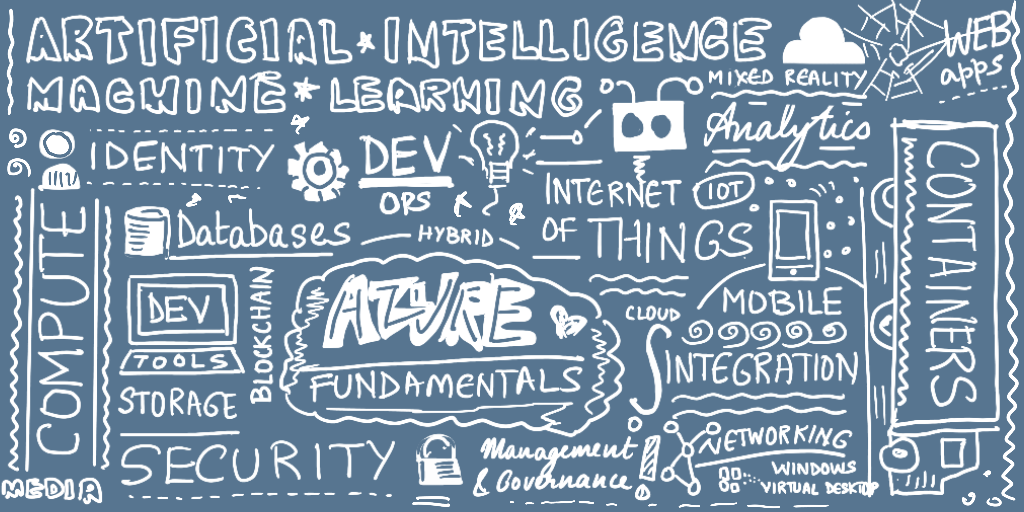 ARTIFICIAL * INTELLIGENCE
MACHINE * LEARNING
MIXED REALITY
WEB
apps
IDENTITY
DEV
OPS
Analytics
INTERNET
OF THINGS
IOT
Databases
HYBRID
COMPUTE
DEV
TOOLS
BLOCKCHAIN
AZURE
FUNDAMENTALS
CLOUD
MOBILE
INTEGRATION
CONTAINERS
STORAGE
SECURITY
Management
& Governance
NETWORKING
WINDOWS
VIRTUAL DESKTOP
MEDIA